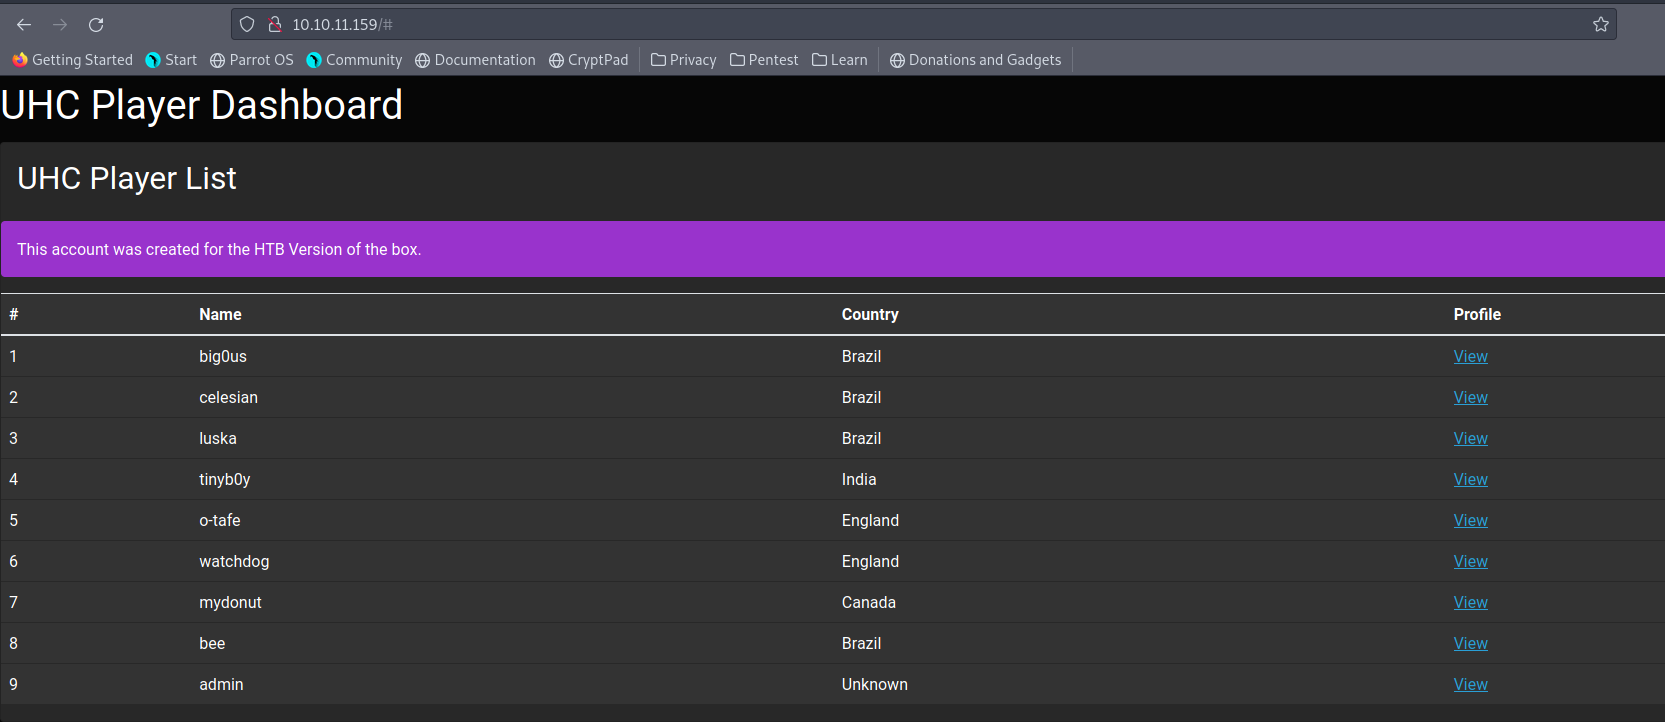 10.10.11.159/#
Getting Started Start Parrot OS Community Documentation CryptPad Privacy Pentest Learn Donations and Gadgets
UHC Player Dashboard
UHC Player List
This account was created for the HTB Version of the box.
# Name Country Profile
1 big0us Brazil View
2 celesian Brazil View
3 luska Brazil View
4 tinyb0y India View
5 o-tafe England View
6 watchdog England View
7 mydonut Canada View
8 bee Brazil View
9 admin Unknown View